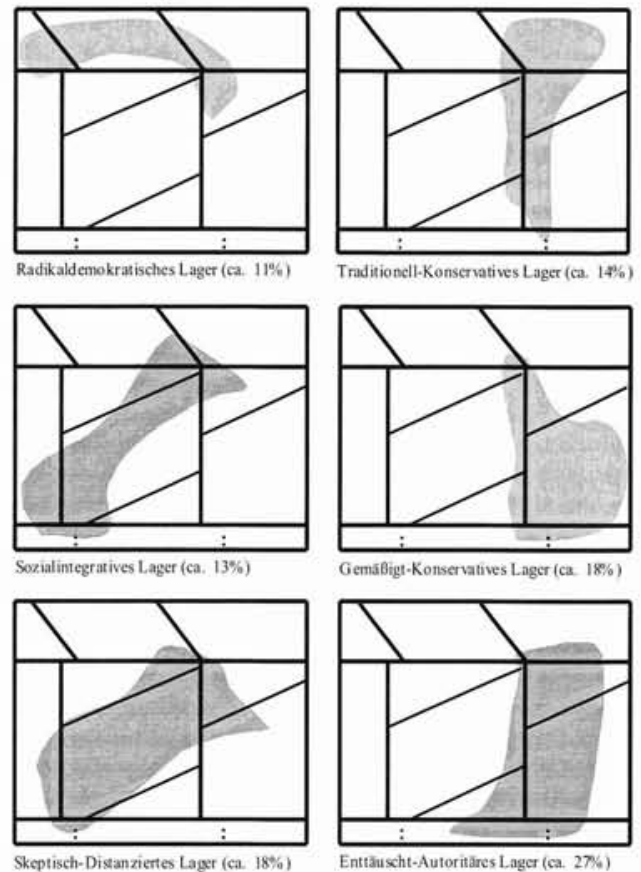 Radikaldemokratisches Lager (ca. 11%)
Traditionell-Konservatives Lager (ca. 14%)
Sozialintegratives Lager (ca. 13%)
Gemäßigt-Konservatives Lager (ca. 18%)
Skeptisch-Distanziertes Lager (ca. 18%)
Enttäuscht-Autoritäres Lager (ca. 27%)